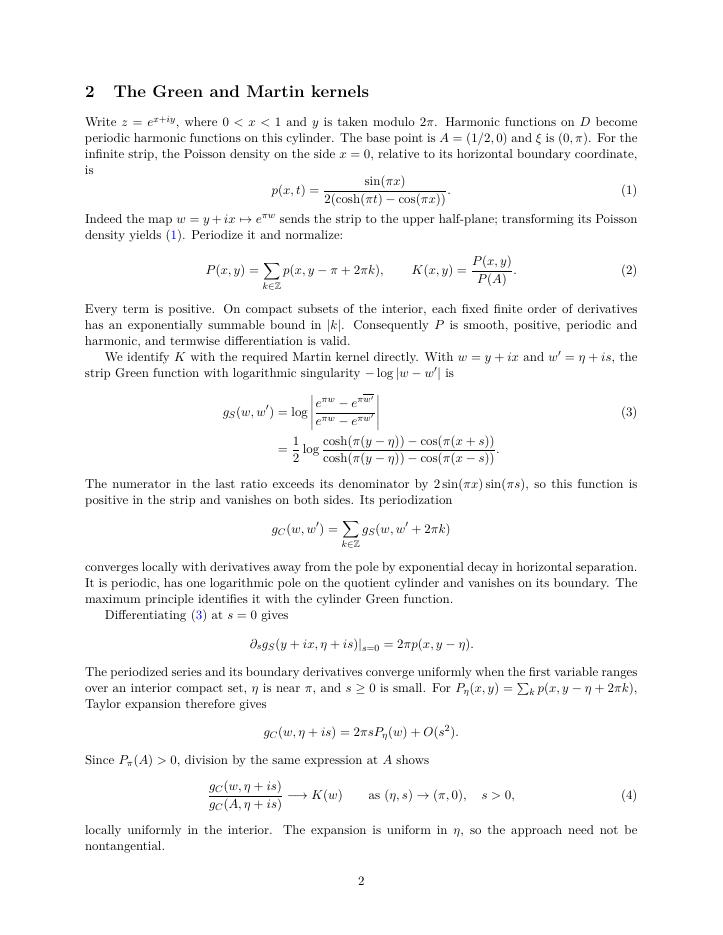 2 The Green and Martin kernels
Write z = e^{x+iy}, where 0 < x < 1 and y is taken modulo 2π. Harmonic functions on D become
periodic harmonic functions on this cylinder. The base point is A = (1/2, 0) and ξ is (0, π). For the
infinite strip, the Poisson density on the side x = 0, relative to its horizontal boundary coordinate,
is
p(x, t) = \frac{sin(πx)}{2(cosh(πt) − cos(πx))}. (1)
Indeed the map w = y + ix ↦ e^{πw} sends the strip to the upper half-plane; transforming its Poisson
density yields (1). Periodize it and normalize:
P(x, y) = ∑_{k∈ℤ} p(x, y − π + 2πk), K(x, y) = \frac{P(x, y)}{P(A)}. (2)
Every term is positive. On compact subsets of the interior, each fixed finite order of derivatives
has an exponentially summable bound in |k|. Consequently P is smooth, positive, periodic and
harmonic, and termwise differentiation is valid.
We identify K with the required Martin kernel directly. With w = y + ix and w′ = η + is, the
strip Green function with logarithmic singularity − log |w − w′| is
g_S(w, w′) = log |\frac{e^{πw} − e^{π\overline{w′}}}{e^{πw} − e^{πw′}}| (3)
= \frac{1}{2} log \frac{cosh(π(y − η)) − cos(π(x + s))}{cosh(π(y − η)) − cos(π(x − s))}.
The numerator in the last ratio exceeds its denominator by 2 sin(πx) sin(πs), so this function is
positive in the strip and vanishes on both sides. Its periodization
g_C(w, w′) = ∑_{k∈ℤ} g_S(w, w′ + 2πk)
converges locally with derivatives away from the pole by exponential decay in horizontal separation.
It is periodic, has one logarithmic pole on the quotient cylinder and vanishes on its boundary. The
maximum principle identifies it with the cylinder Green function.
Differentiating (3) at s = 0 gives
∂_s g_S(y + ix, η + is)|_{s=0} = 2πp(x, y − η).
The periodized series and its boundary derivatives converge uniformly when the first variable ranges
over an interior compact set, η is near π, and s ≥ 0 is small. For P_η(x, y) = ∑_k p(x, y − η + 2πk),
Taylor expansion therefore gives
g_C(w, η + is) = 2πsP_η(w) + O(s²).
Since P_π(A) > 0, division by the same expression at A shows
\frac{g_C(w, η + is)}{g_C(A, η + is)} ⟶ K(w) as (η, s) → (π, 0), s > 0, (4)
locally uniformly in the interior. The expansion is uniform in η, so the approach need not be
nontangential.
2